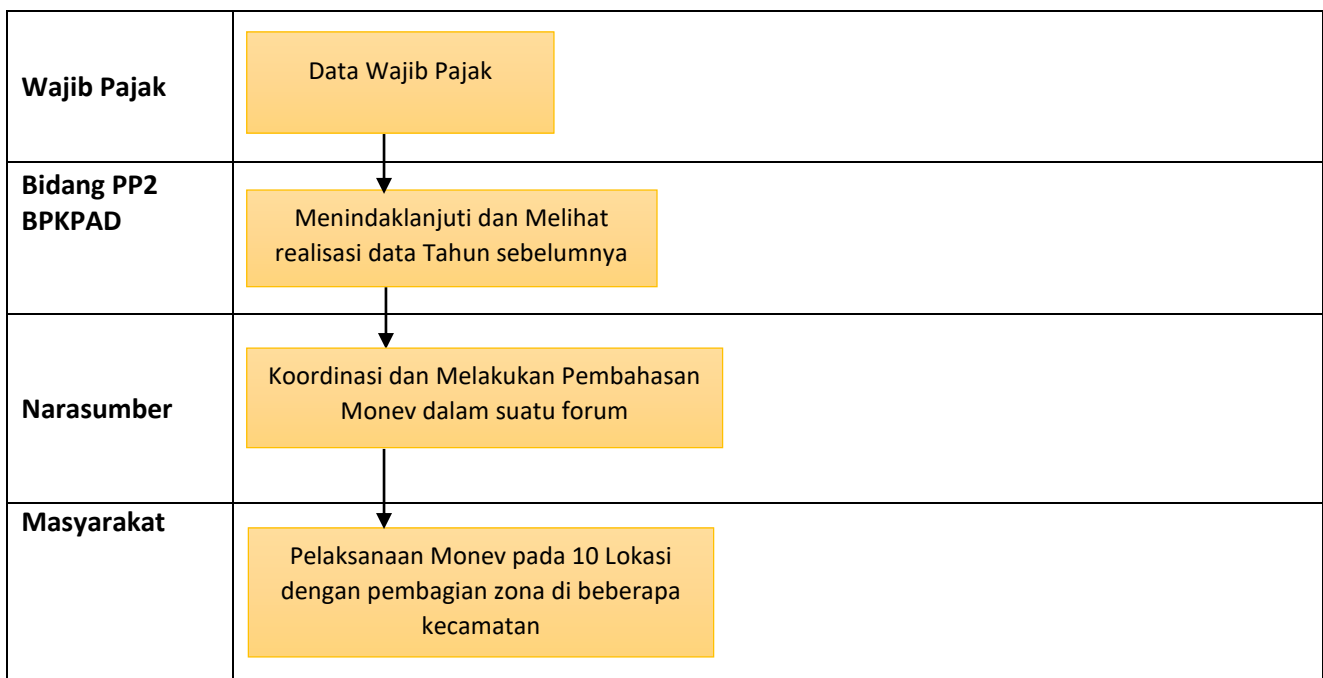 Wajib Pajak
Data Wajib Pajak
Bidang PP2
BPKPAD
Menindaklanjuti dan Melihat
realisasi data Tahun sebelumnya
Narasumber
Koordinasi dan Melakukan Pembahasan
Monev dalam suatu forum
Masyarakat
Pelaksanaan Monev pada 10 Lokasi
dengan pembagian zona di beberapa
kecamatan